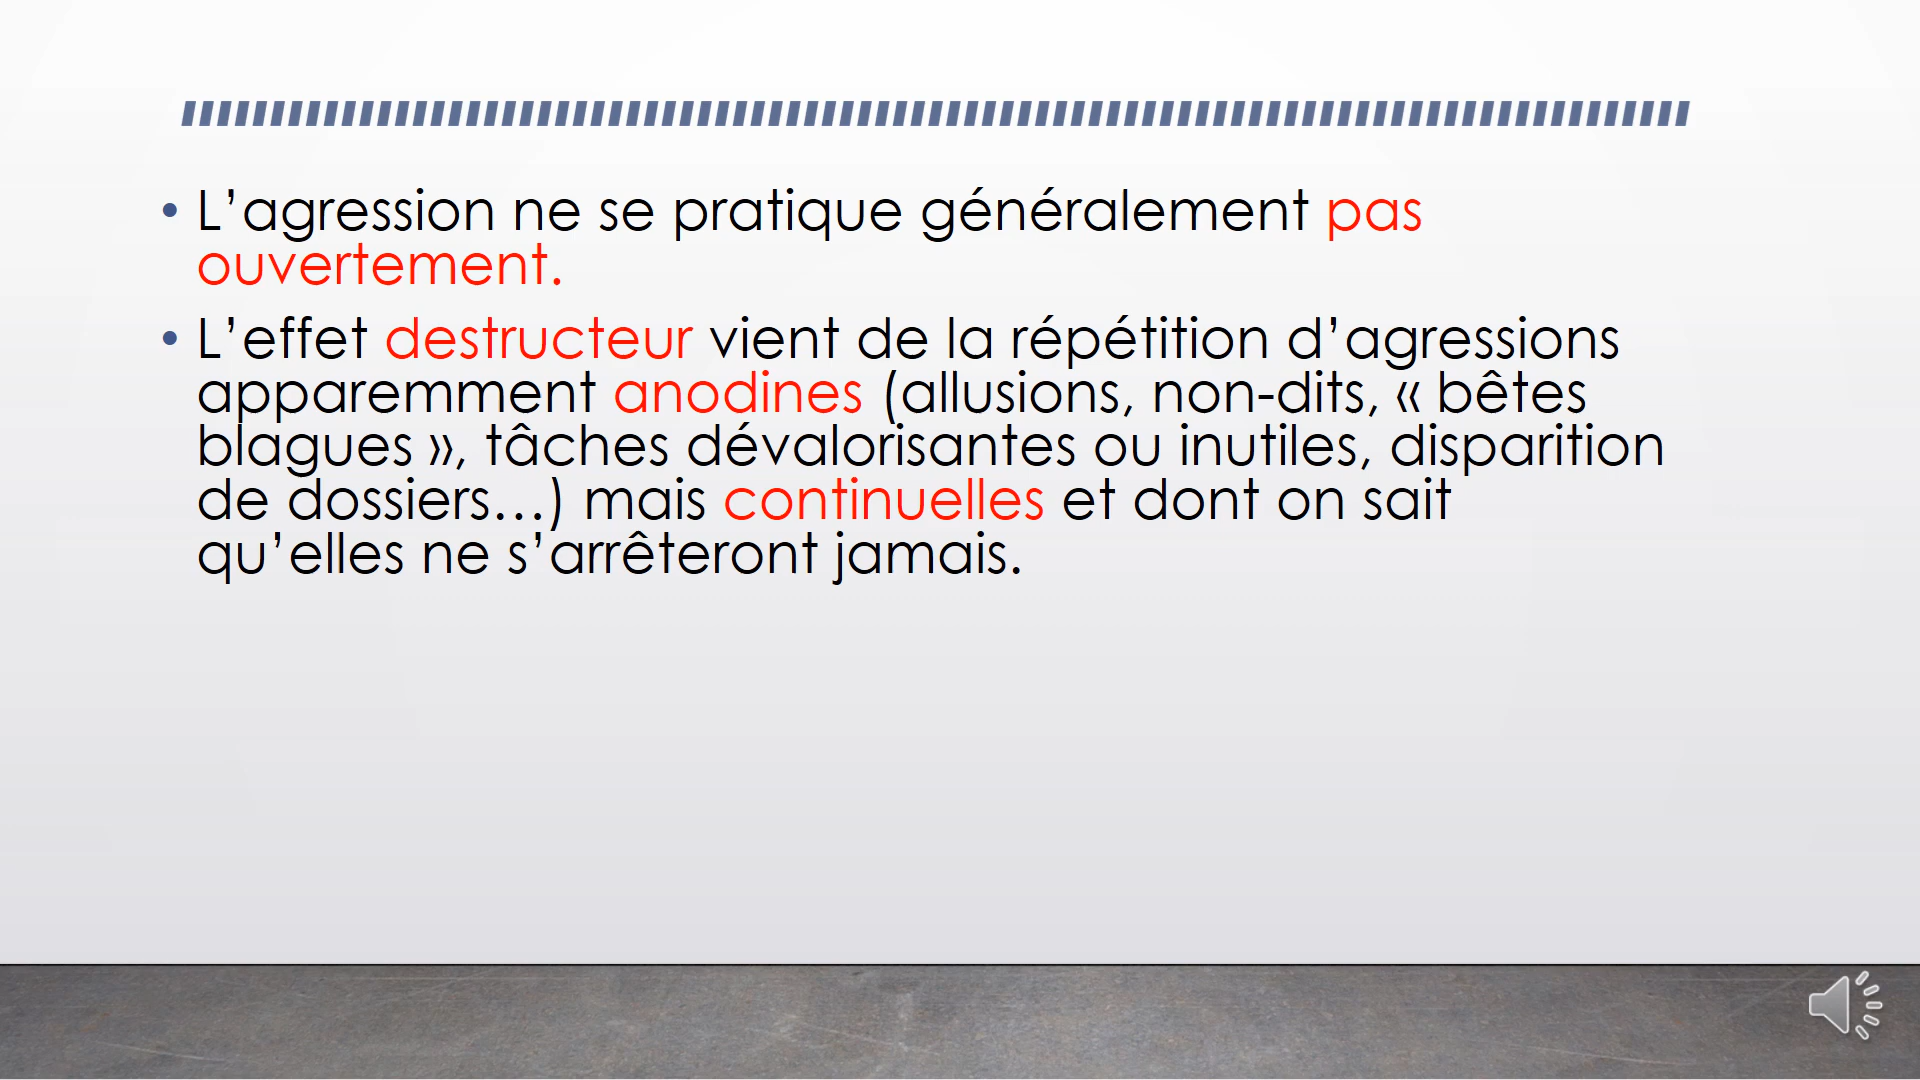 • L’agression ne se pratique généralement pas
ouvertement.
• L’effet destructeur vient de la répétition d’agressions
apparemment anodines (allusions, non-dits, « bêtes
blagues », tâches dévalorisantes ou inutiles, disparition
de dossiers…) mais continuelles et dont on sait
qu’elles ne s’arrêteront jamais.